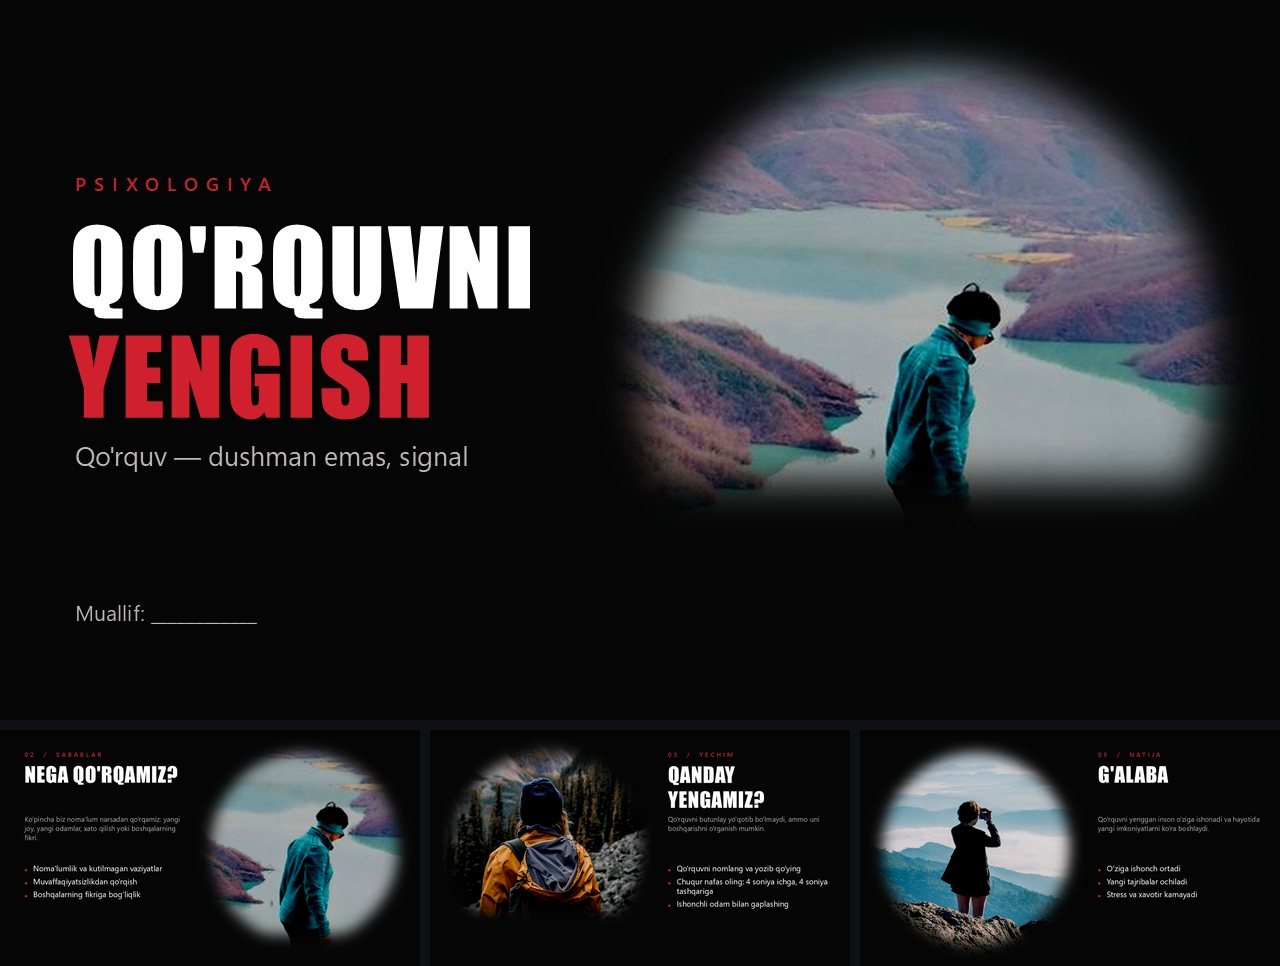 PSIXOLOGIYA
QO'RQUVNI
YENGISH
Qo'rquv — dushman emas, signal
Muallif: ____________
02 / SABABLAR
NEGA QO'RQAMIZ?
Ko'pincha biz noma'lum narsadan qo'rqamiz: yangi
joy, yangi odamlar, xato qilish yoki boshqalarning
fikri.
• Noma'lumlik va kutilmagan vaziyatlar
• Muvaffaqiyatsizlikdan qo'rqish
• Boshqalarning fikriga bog'liqlik
03 / YECHIM
QANDAY
YENGAMIZ?
Qo'rquvni butunlay yo'qotib bo'lmaydi, ammo uni
boshqarishni o'rganish mumkin.
• Qo'rquvni nomlang va yozib qo'ying
• Chuqur nafas oling: 4 soniya ichga, 4 soniya
tashqariga
• Ishonchli odam bilan gaplashing
05 / NATIJA
G'ALABA
Qo'rquvni yenggan inson o'ziga ishonadi va hayotida
yangi imkoniyatlarni ko'ra boshlaydi.
• O'ziga ishonch ortadi
• Yangi tajribalar ochiladi
• Stress va xavotir kamayadi